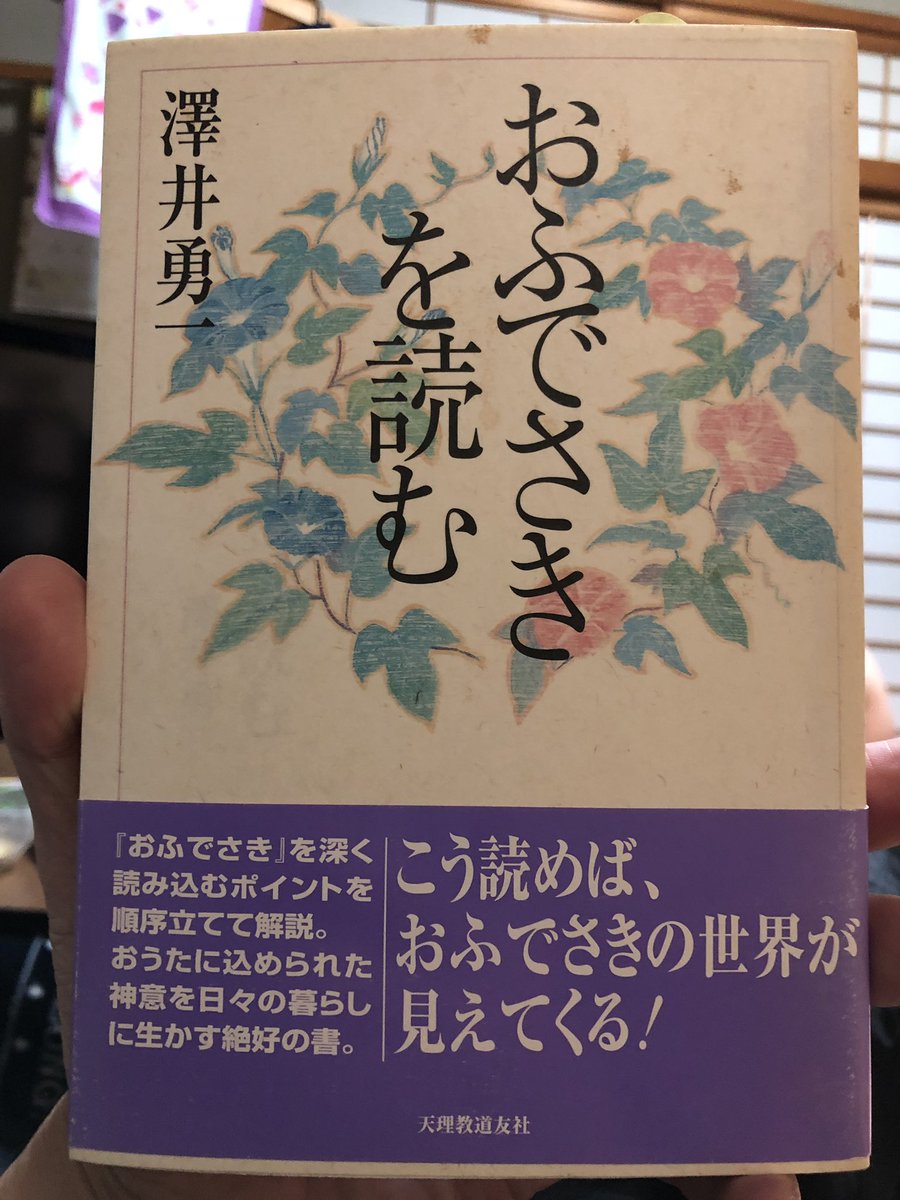 おふでさき
を読む
澤井勇一
こう読めば、
おふでさきの世界が
見えてくる!
『おふでさき』を深く
読み込むポイントを
順序立てて解説。
おうたに込められた
神意を日々の暮らし
に生かす絶好の書。
天理教道友社